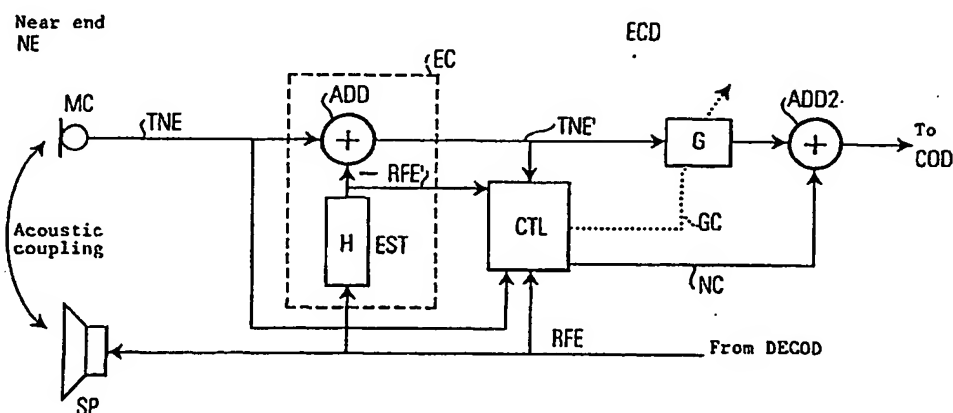 Near end
NE
ECD
EC
MC
TNE
ADD
+
TNE'
G
ADD2
+
To
COD
— RFE'
CTL
GC
Acoustic
coupling
H
EST
NC
RFE
From DECOD
SP